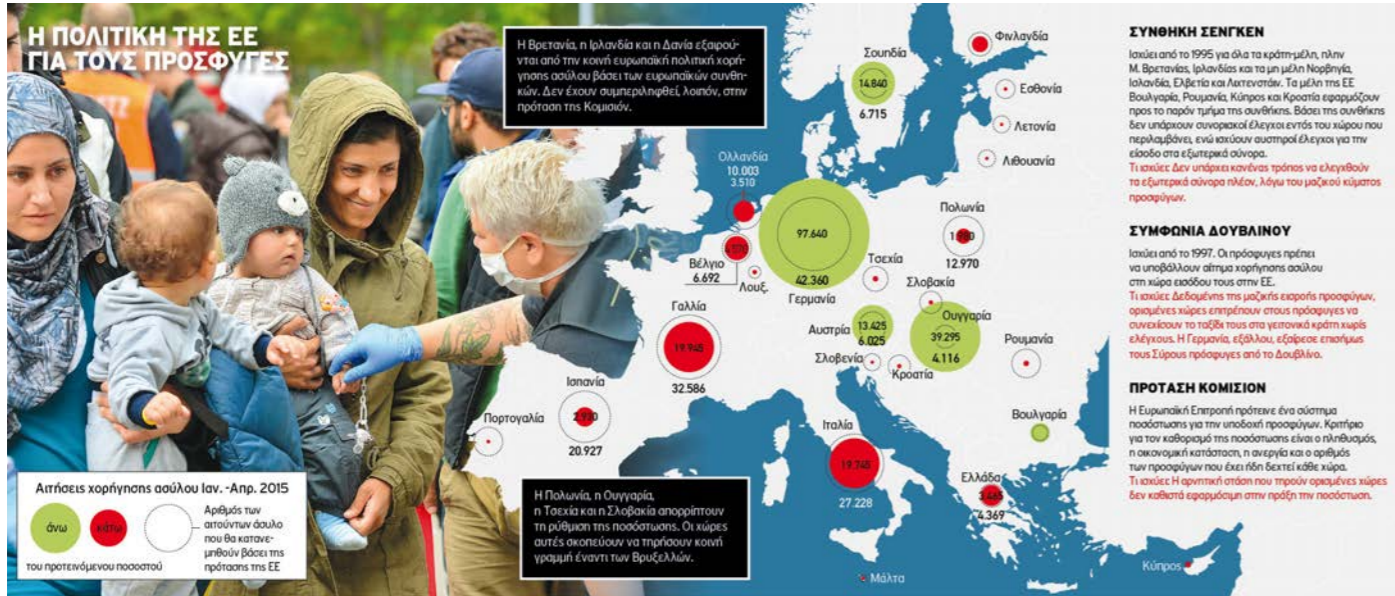 Η ΠΟΛΙΤΙΚΗ ΤΗΣ ΕΕ
ΓΙΑ ΤΟΥΣ ΠΡΟΣΦΥΓΕΣ
Η Βρετανία, η Ιρλανδία και η Δανία εξαιρού-
νται από την κοινή ευρωπαϊκή πολιτική χορή-
γησης ασύλου βάσει των ευρωπαϊκών συνθη-
κών. Δεν έχουν συμπεριληφθεί, λοιπόν, στην
πρόταση της Κομισιόν.
Φινλανδία
Σουηδία
14.840
6.715
Εσθονία
Λετονία
Λιθουανία
Ολλανδία
10.003
3.510
97.640
42.360
Γερμανία
Πολωνία
12.970
Βέλγιο
6.692
Λουξ.
Τσεχία
Σλοβακία
Γαλλία
19.945
32.586
Αυστρία
13.425
6.025
Ουγγαρία
39.295
4.116
Ρουμανία
Σλοβενία
Κροατία
Ισπανία
20.927
Πορτογαλία
Βουλγαρία
Ιταλία
19.745
27.228
Ελλάδα
3.465
4.369
Μάλτα
Κύπρος
Η Πολωνία, η Ουγγαρία,
η Τσεχία και η Σλοβακία απορρίπτουν
τη ρύθμιση της ποσόστωσης. Οι χώρες
αυτές σκοπεύουν να τηρήσουν κοινή
γραμμή έναντι των Βρυξελλών.
Αιτήσεις χορήγησης ασύλου Ιαν. -Απρ. 2015
άνω
κάτω
του προτεινόμενου ποσοστού
Αριθμός των
αιτούντων άσυλο
που θα κατανε-
μηθούν βάσει της
πρότασης της ΕΕ
ΣΥΝΘΗΚΗ ΣΕΝΓΚΕΝ
Ισχύει από το 1995 για όλα τα κράτη-μέλη, πλην
Μ. Βρετανίας, Ιρλανδίας και τα μη μέλη Νορβηγία,
Ισλανδία, Ελβετία και Λιχτενστάιν. Τα μέλη της ΕΕ
Βουλγαρία, Ρουμανία, Κύπρος και Κροατία εφαρμόζουν
προς το παρόν τμήμα της συνθήκης. Βάσει της συνθήκης
δεν υπάρχουν συνοριακοί έλεγχοι εντός του χώρου που
περιλαμβάνει, ενώ ισχύουν αυστηροί έλεγχοι για την
είσοδο στα εξωτερικά σύνορα.
Τι ισχύει: Δεν υπάρχει κανένας τρόπος να ελεγχθούν
τα εξωτερικά σύνορα πλέον, λόγω του μαζικού κύματος
προσφύγων.
ΣΥΜΦΩΝΙΑ ΔΟΥΒΛΙΝΟΥ
Ισχύει από το 1997. Οι πρόσφυγες πρέπει
να υποβάλλουν αίτημα χορήγησης ασύλου
στη χώρα εισόδου τους στην ΕΕ.
Τι ισχύει: Δεδομένης της μαζικής εισροής προσφύγων,
ορισμένες χώρες επιτρέπουν στους πρόσφυγες να
συνεχίσουν το ταξίδι τους στα γειτονικά κράτη χωρίς
ελέγχους. Η Γερμανία, εξάλλου, εξαίρεσε επισήμως
τους Σύρους πρόσφυγες από το Δουβλίνο.
ΠΡΟΤΑΣΗ ΚΟΜΙΣΙΟΝ
Η Ευρωπαϊκή Επιτροπή πρότεινε ένα σύστημα
ποσόστωσης για την υποδοχή προσφύγων. Κριτήριο
για τον καθορισμό της ποσόστωσης είναι ο πληθυσμός,
η οικονομική κατάσταση, η ανεργία και ο αριθμός
των προσφύγων που έχει ήδη δεχτεί κάθε χώρα.
Τι ισχύει: Η αρνητική στάση που τηρούν ορισμένες χώρες
δεν καθιστά εφαρμόσιμη στην πράξη την ποσόστωση.